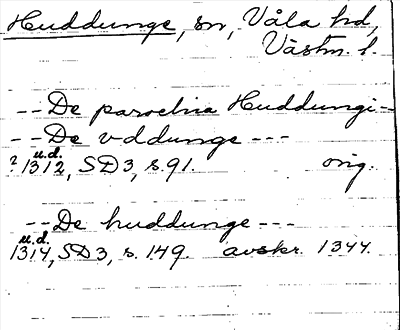 Huddunge, sn, Våla hd,
Västm. l.
-- De parochia Huddungi--
-- De vddunge ---
u.d.
? 1312, SD3, s.91. orig.
-- De huddunge ---
u.d.
1314, SD3, s. 149. avskr. 1344.